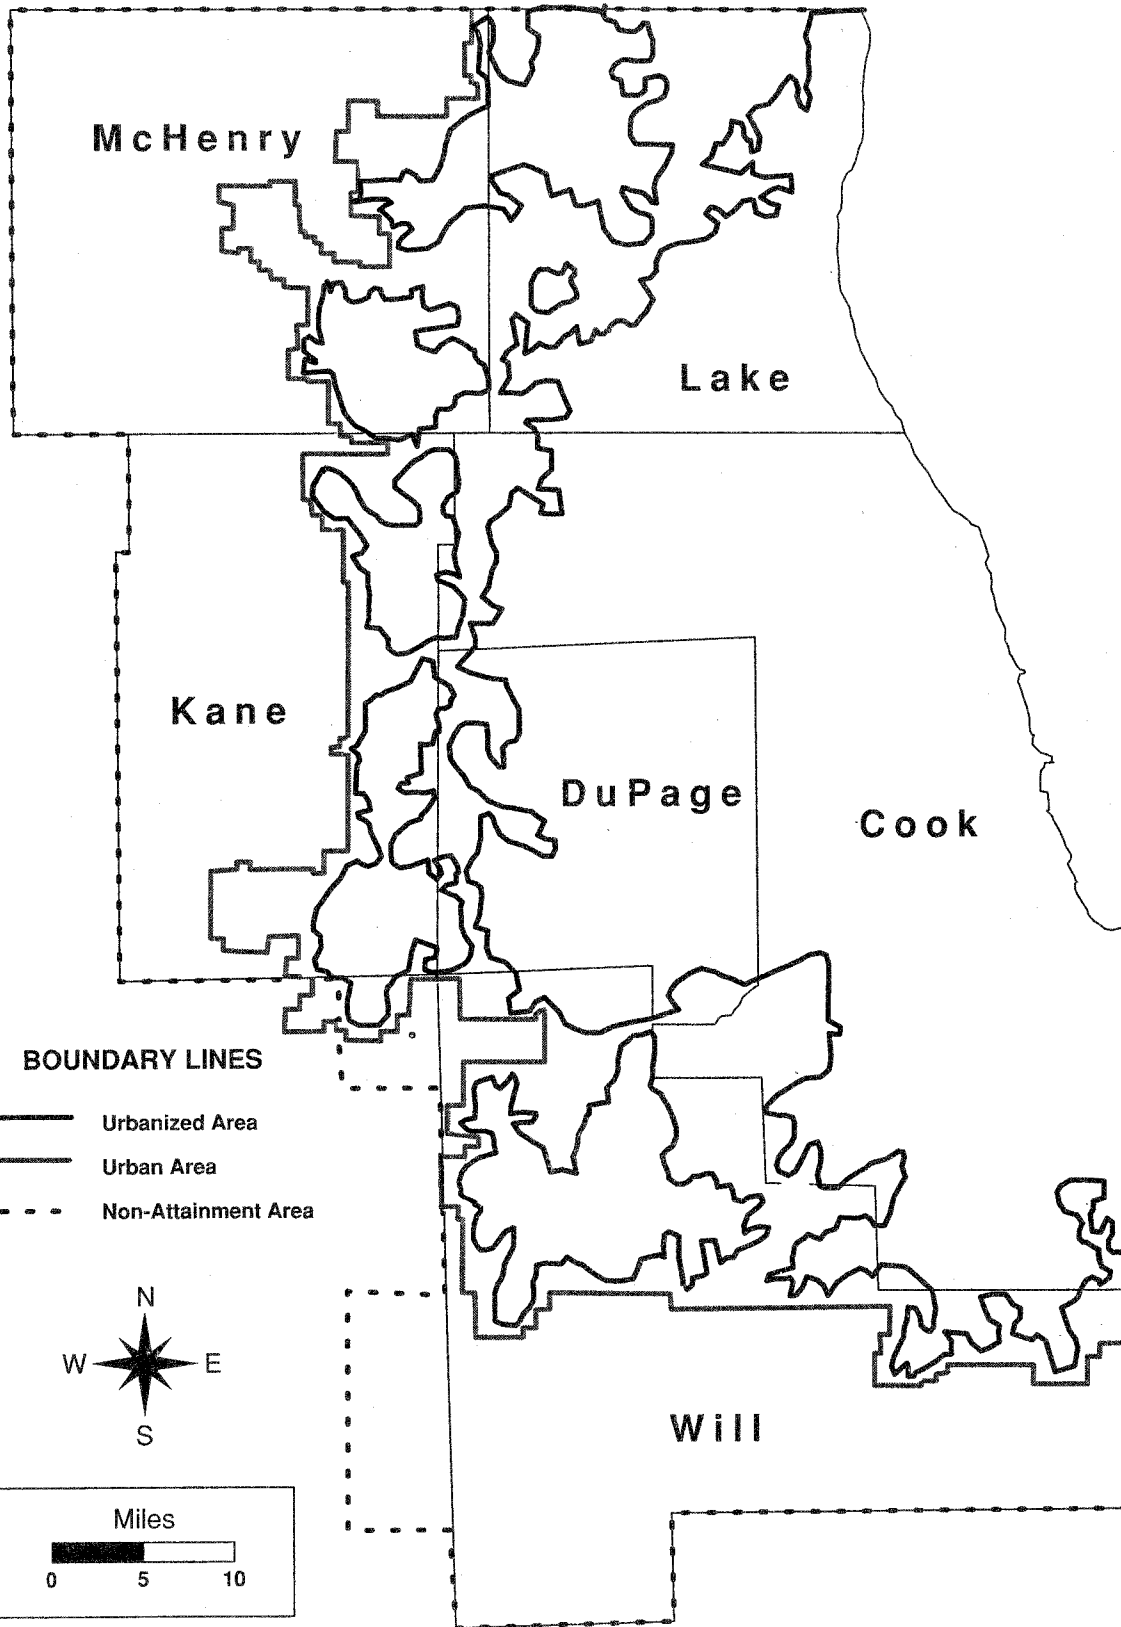 McHenry
Lake
Kane
DuPage
Cook
BOUNDARY LINES
Urbanized Area
Urban Area
Non-Attainment Area
N
W E
S
Will
Miles
0 5 10